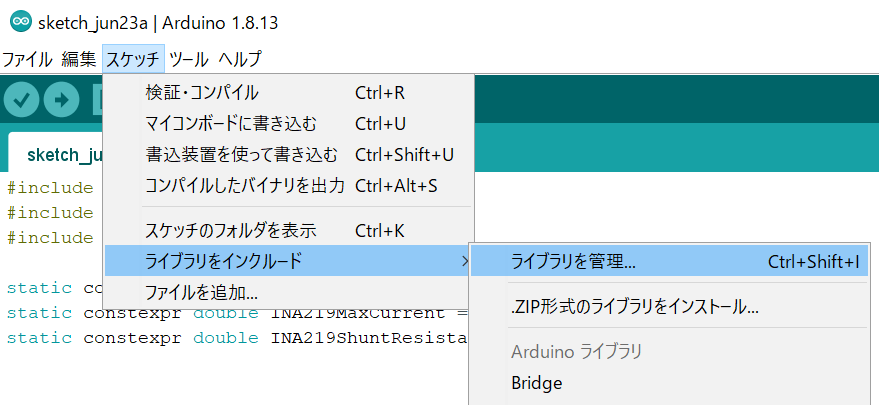 sketch_jun23a | Arduino 1.8.13
ファイル 編集 スケッチ ツール ヘルプ
検証・コンパイル Ctrl+R
マイコンボードに書き込む Ctrl+U
書込装置を使って書き込む Ctrl+Shift+U
コンパイルしたバイナリを出力 Ctrl+Alt+S
スケッチのフォルダを表示 Ctrl+K
ライブラリをインクルード
ファイルを追加...
ライブラリを管理... Ctrl+Shift+I
.ZIP形式のライブラリをインストール...
Arduino ライブラリ
Bridge
sketch_ju
#include
#include
#include
static co
static constexpr double INA219MaxCurrent =
static constexpr double INA219ShuntResista